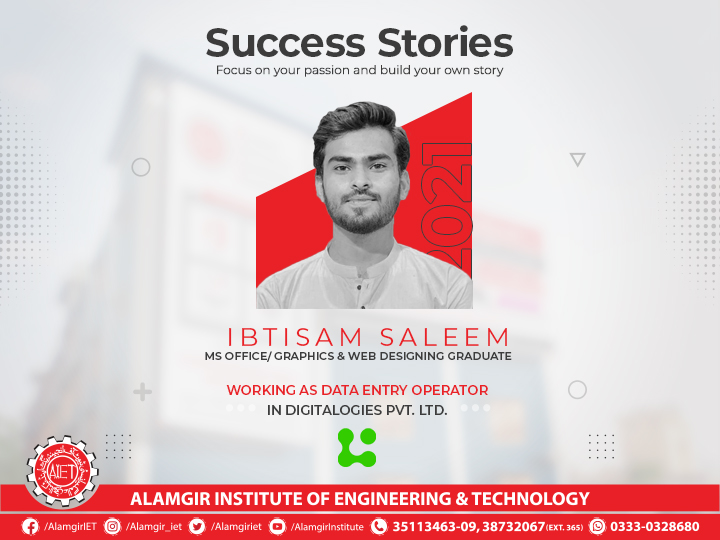 Success Stories
Focus on your passion and build your own story
2021
IBTISAM SALEEM
MS OFFICE/ GRAPHICS & WEB DESIGNING GRADUATE
WORKING AS DATA ENTRY OPERATOR
IN DIGITALOGIES PVT. LTD.
AIET
ALAMGIR INSTITUTE OF ENGINEERING & TECHNOLOGY
/AlamgirIET /Alamgir_iet /Alamgiriet /AlamgirInstitute 35113463-09, 38732067 (EXT. 365) 0333-0328680